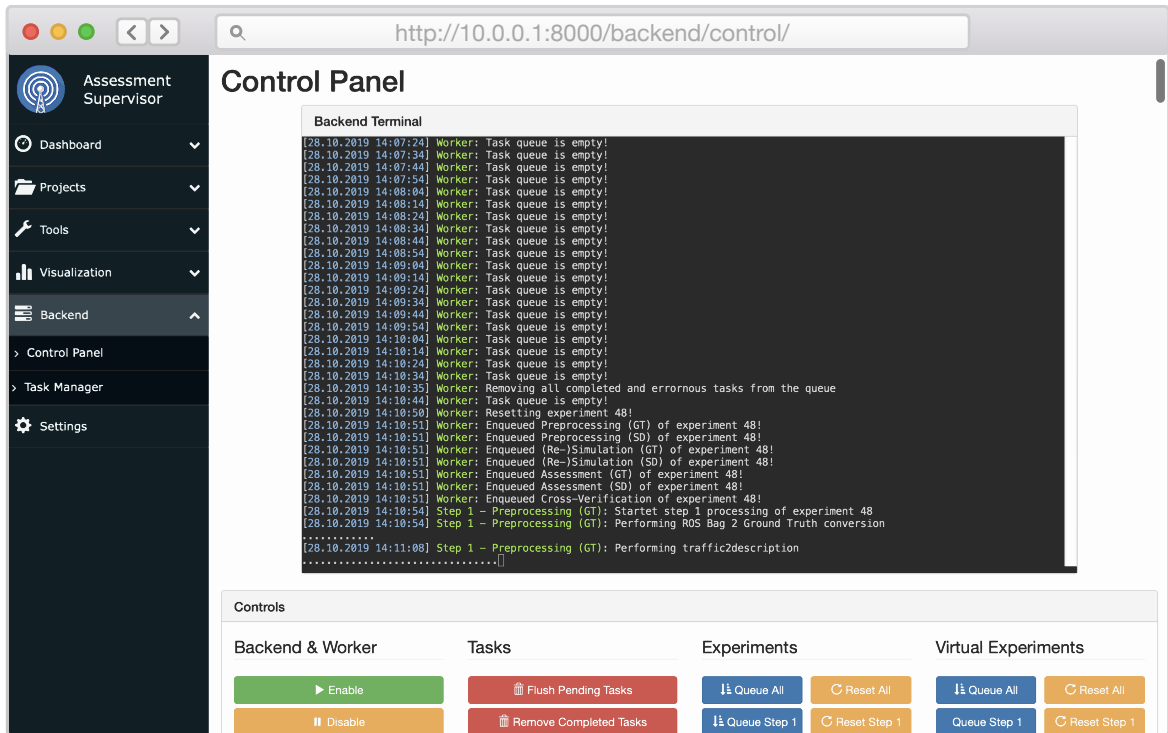 http://10.0.0.1:8000/backend/control/
Assessment
Supervisor
Dashboard
Projects
Tools
Visualization
Backend
Control Panel
Task Manager
Settings
Control Panel
Backend Terminal
[28.10.2019 14:07:24] Worker: Task queue is empty!
[28.10.2019 14:07:34] Worker: Task queue is empty!
[28.10.2019 14:07:44] Worker: Task queue is empty!
[28.10.2019 14:07:54] Worker: Task queue is empty!
[28.10.2019 14:08:04] Worker: Task queue is empty!
[28.10.2019 14:08:14] Worker: Task queue is empty!
[28.10.2019 14:08:24] Worker: Task queue is empty!
[28.10.2019 14:08:34] Worker: Task queue is empty!
[28.10.2019 14:08:44] Worker: Task queue is empty!
[28.10.2019 14:08:54] Worker: Task queue is empty!
[28.10.2019 14:09:04] Worker: Task queue is empty!
[28.10.2019 14:09:14] Worker: Task queue is empty!
[28.10.2019 14:09:24] Worker: Task queue is empty!
[28.10.2019 14:09:34] Worker: Task queue is empty!
[28.10.2019 14:09:44] Worker: Task queue is empty!
[28.10.2019 14:09:54] Worker: Task queue is empty!
[28.10.2019 14:10:04] Worker: Task queue is empty!
[28.10.2019 14:10:14] Worker: Task queue is empty!
[28.10.2019 14:10:24] Worker: Task queue is empty!
[28.10.2019 14:10:34] Worker: Task queue is empty!
[28.10.2019 14:10:35] Worker: Removing all completed and errornous tasks from the queue
[28.10.2019 14:10:44] Worker: Task queue is empty!
[28.10.2019 14:10:50] Worker: Resetting experiment 48!
[28.10.2019 14:10:51] Worker: Enqueued Preprocessing (GT) of experiment 48!
[28.10.2019 14:10:51] Worker: Enqueued Preprocessing (SD) of experiment 48!
[28.10.2019 14:10:51] Worker: Enqueued (Re-)Simulation (GT) of experiment 48!
[28.10.2019 14:10:51] Worker: Enqueued (Re-)Simulation (SD) of experiment 48!
[28.10.2019 14:10:51] Worker: Enqueued Assessment (GT) of experiment 48!
[28.10.2019 14:10:51] Worker: Enqueued Assessment (SD) of experiment 48!
[28.10.2019 14:10:51] Worker: Enqueued Cross-Verification of experiment 48!
[28.10.2019 14:10:54] Step 1 - Preprocessing (GT): Startet step 1 processing of experiment 48
[28.10.2019 14:10:54] Step 1 - Preprocessing (GT): Performing ROS Bag 2 Ground Truth conversion
............
[28.10.2019 14:11:08] Step 1 - Preprocessing (GT): Performing traffic2description
................................
Controls
Backend & Worker Tasks Experiments Virtual Experiments
Enable Flush Pending Tasks Queue All Reset All Queue All Reset All
Disable Remove Completed Tasks Queue Step 1 Reset Step 1 Queue Step 1 Reset Step 1